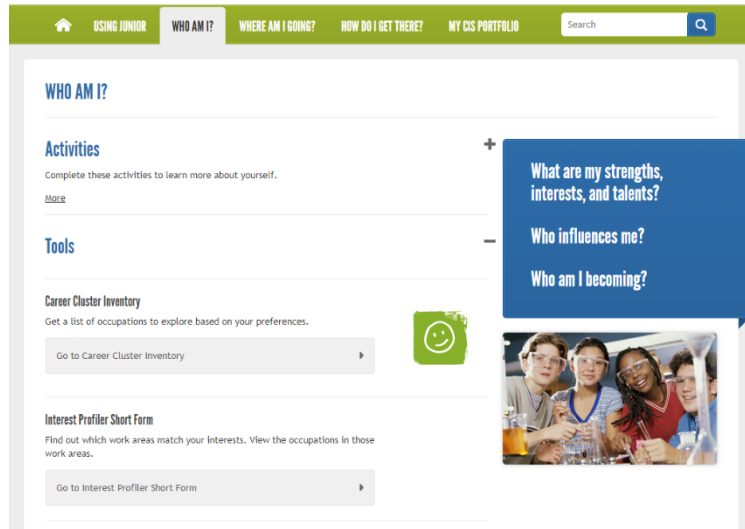 USING JUNIOR WHO AM I? WHERE AM I GOING? HOW DO I GET THERE? MY CIS PORTFOLIO Search
WHO AM I?
Activities
Complete these activities to learn more about yourself.
More
Tools
Career Cluster Inventory
Get a list of occupations to explore based on your preferences.
Go to Career Cluster Inventory
Interest Profiler Short Form
Find out which work areas match your interests. View the occupations in those
work areas.
Go to Interest Profiler Short Form
What are my strengths,
interests, and talents?
Who influences me?
Who am I becoming?